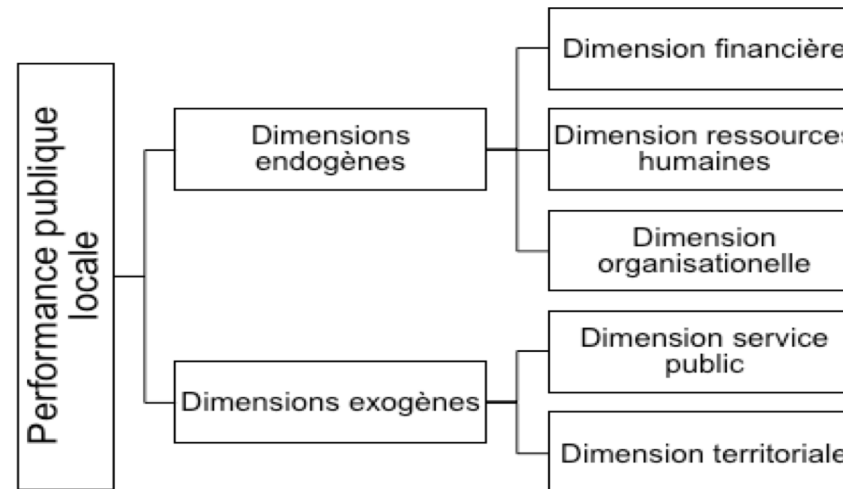 Performance publique
locale
Dimensions
endogènes
Dimension financière
Dimension ressources
humaines
Dimension
organisationelle
Dimensions exogènes
Dimension service
public
Dimension territoriale